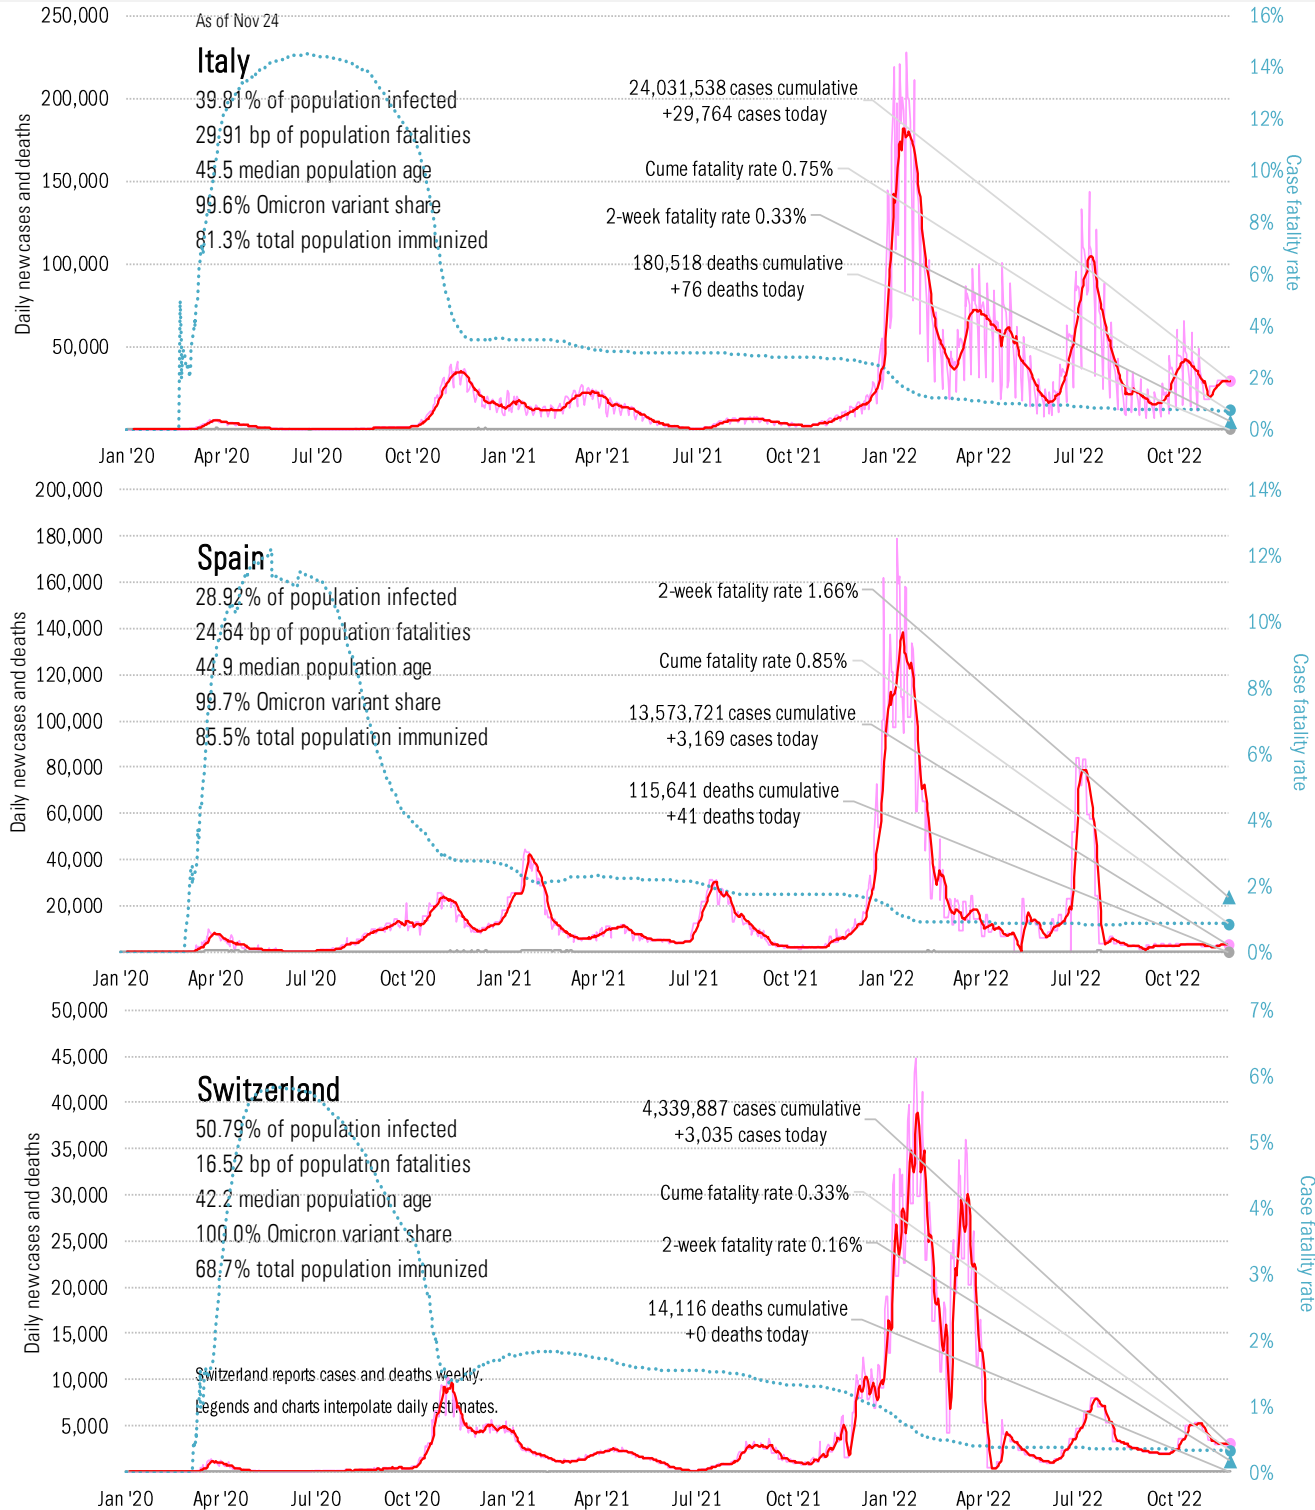 As of Nov 24
Italy
39.81% of population infected
29.91 bp of population fatalities
45.5 median population age
99.6% Omicron variant share
81.3% total population immunized
24,031,538 cases cumulative
+29,764 cases today
Cume fatality rate 0.75%
2-week fatality rate 0.33%
180,518 deaths cumulative
+76 deaths today
Daily new cases and deaths
250,000
200,000
150,000
100,000
50,000
Case fatality rate
16%
14%
12%
10%
8%
6%
4%
2%
0%
Jan '20 Apr '20 Jul '20 Oct '20 Jan '21 Apr '21 Jul '21 Oct '21 Jan '22 Apr '22 Jul '22 Oct '22
Spain
28.92% of population infected
24.64 bp of population fatalities
44.9 median population age
99.7% Omicron variant share
85.5% total population immunized
2-week fatality rate 1.66%
Cume fatality rate 0.85%
13,573,721 cases cumulative
+3,169 cases today
115,641 deaths cumulative
+41 deaths today
Daily new cases and deaths
200,000
180,000
160,000
140,000
120,000
100,000
80,000
60,000
40,000
20,000
Case fatality rate
14%
12%
10%
8%
6%
4%
2%
0%
Jan '20 Apr '20 Jul '20 Oct '20 Jan '21 Apr '21 Jul '21 Oct '21 Jan '22 Apr '22 Jul '22 Oct '22
Switzerland
50.79% of population infected
16.52 bp of population fatalities
42.2 median population age
100.0% Omicron variant share
68.7% total population immunized
Switzerland reports cases and deaths weekly.
Legends and charts interpolate daily estimates.
4,339,887 cases cumulative
+3,035 cases today
Cume fatality rate 0.33%
2-week fatality rate 0.16%
14,116 deaths cumulative
+0 deaths today
Daily new cases and deaths
50,000
45,000
40,000
35,000
30,000
25,000
20,000
15,000
10,000
5,000
Case fatality rate
7%
6%
5%
4%
3%
2%
1%
0%
Jan '20 Apr '20 Jul '20 Oct '20 Jan '21 Apr '21 Jul '21 Oct '21 Jan '22 Apr '22 Jul '22 Oct '22